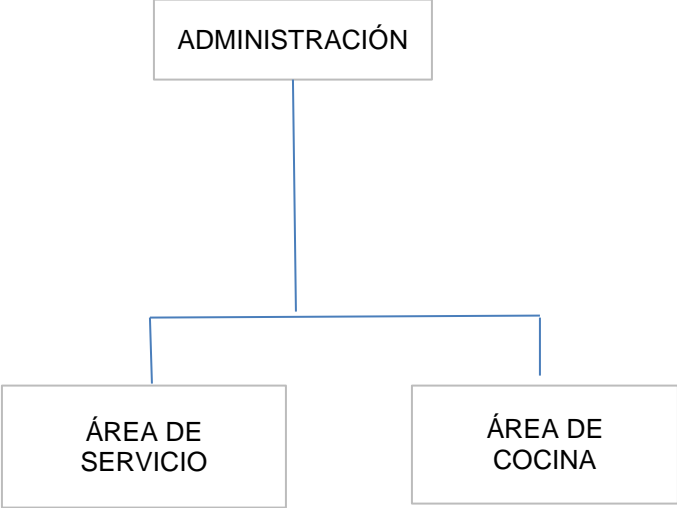 ADMINISTRACIÓN
ÁREA DE
SERVICIO
ÁREA DE
COCINA